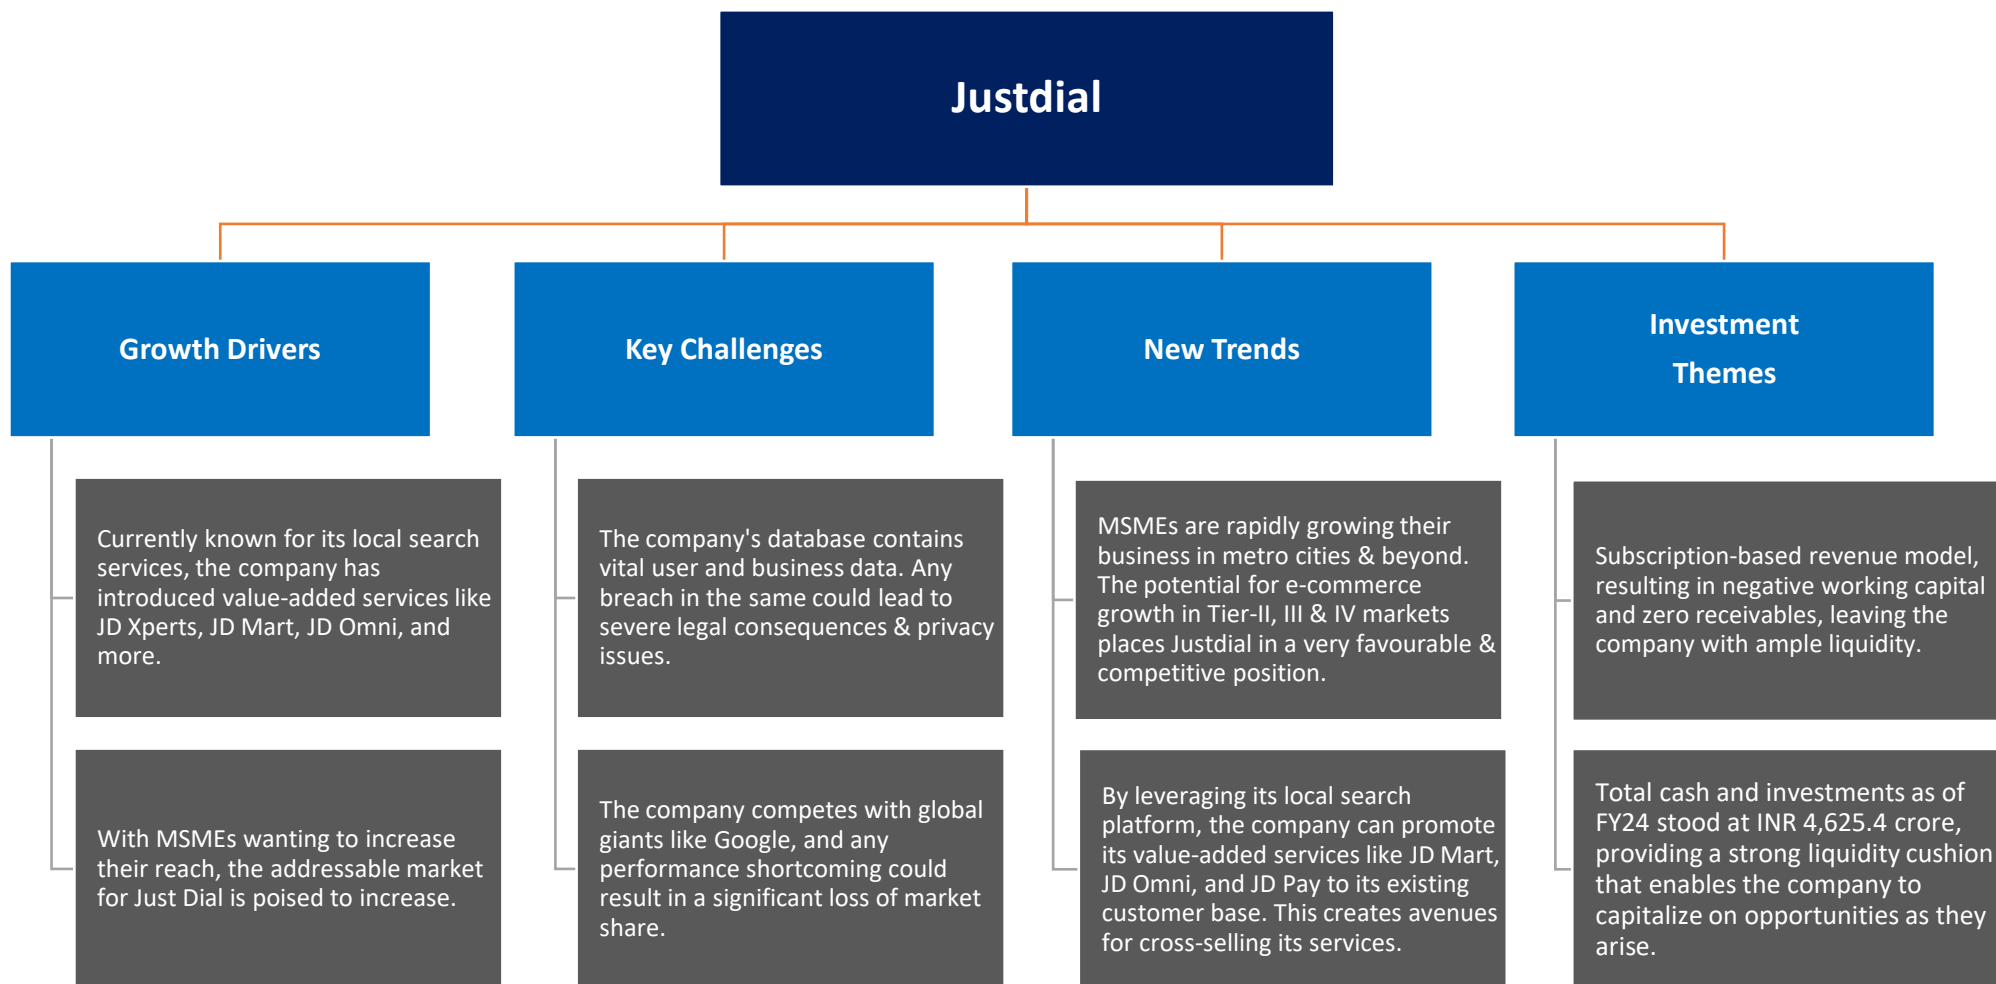 Justdial
Growth Drivers
Currently known for its local search
services, the company has
introduced value-added services like
JD Xperts, JD Mart, JD Omni, and
more.
With MSMEs wanting to increase
their reach, the addressable market
for Just Dial is poised to increase.
Key Challenges
The company's database contains
vital user and business data. Any
breach in the same could lead to
severe legal consequences & privacy
issues.
The company competes with global
giants like Google, and any
performance shortcoming could
result in a significant loss of market
share.
New Trends
MSMEs are rapidly growing their
business in metro cities & beyond.
The potential for e-commerce
growth in Tier-II, III & IV markets
places Justdial in a very favourable &
competitive position.
By leveraging its local search
platform, the company can promote
its value-added services like JD Mart,
JD Omni, and JD Pay to its existing
customer base. This creates avenues
for cross-selling its services.
Investment
Themes
Subscription-based revenue model,
resulting in negative working capital
and zero receivables, leaving the
company with ample liquidity.
Total cash and investments as of
FY24 stood at INR 4,625.4 crore,
providing a strong liquidity cushion
that enables the company to
capitalize on opportunities as they
arise.